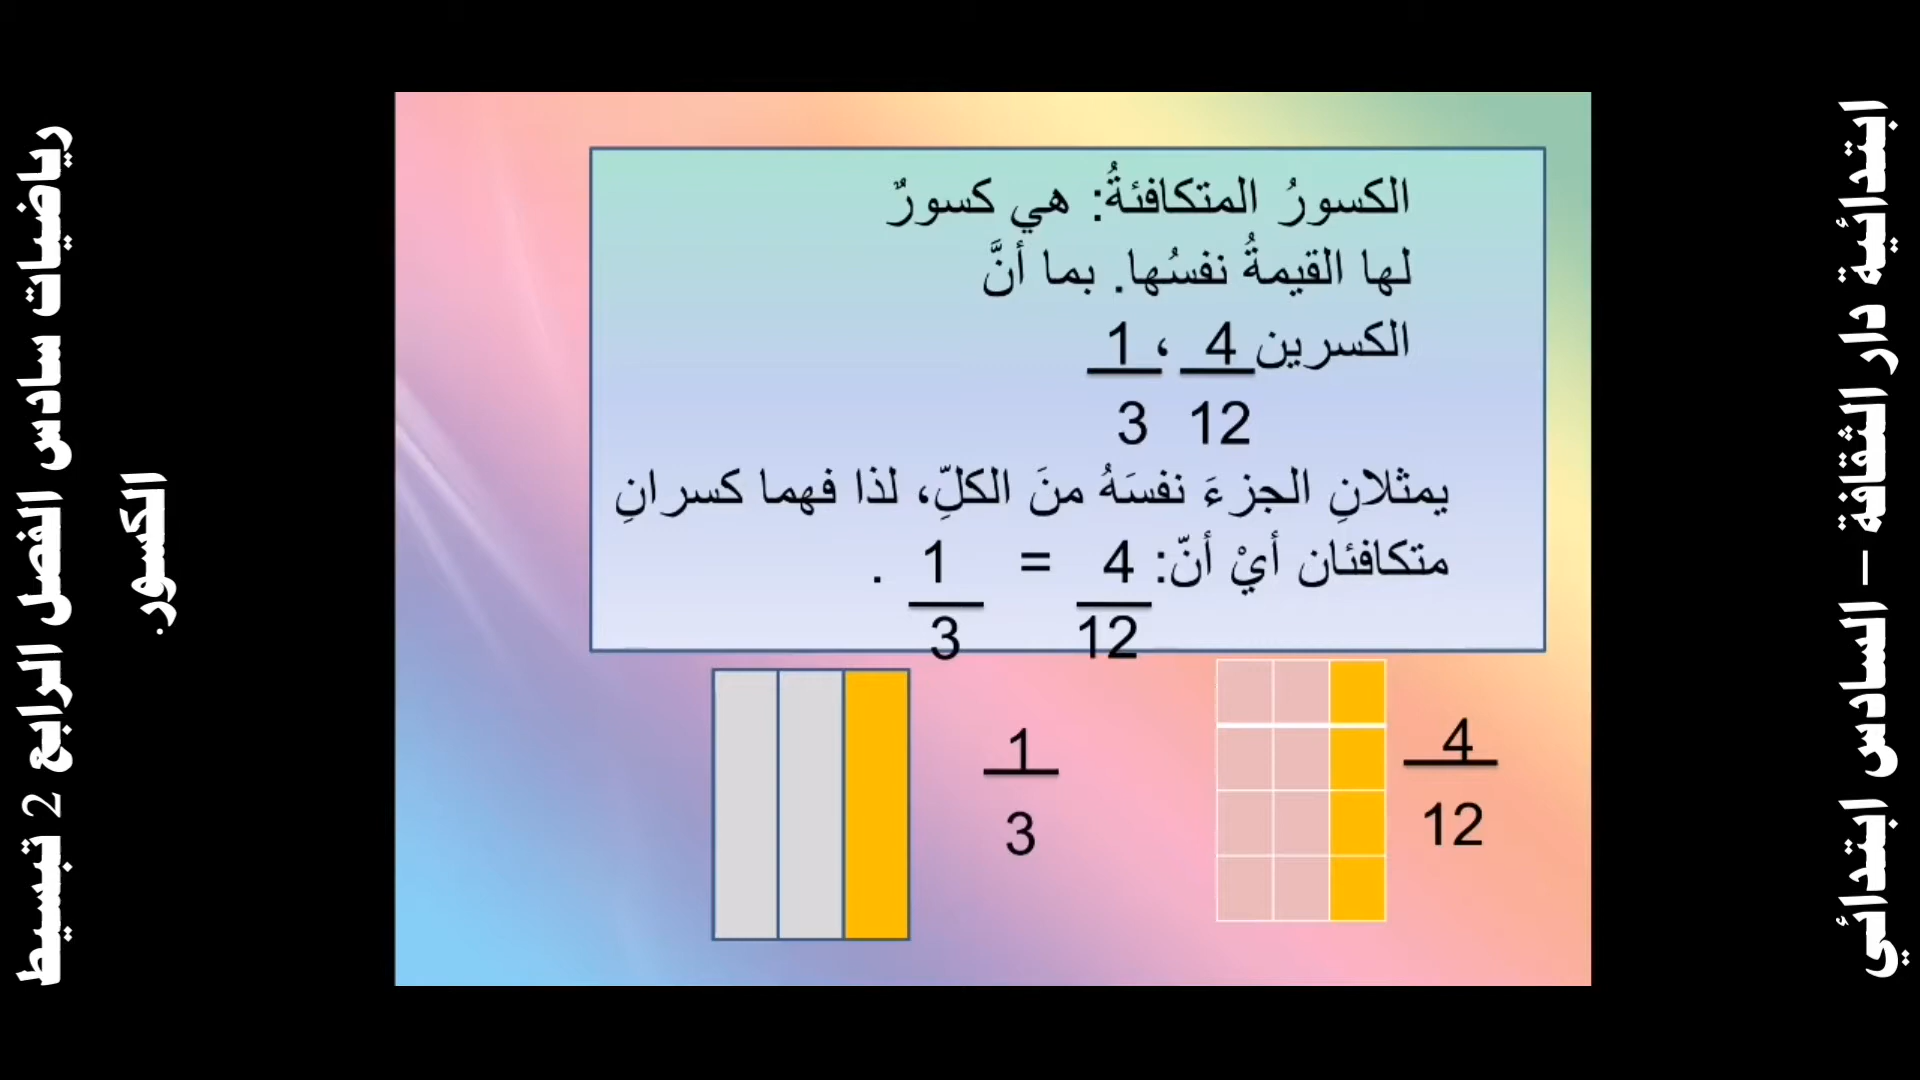 ابتدائية دار الثقافة – السادس ابتدائي
الكسورُ المتكافئةُ: هي كسورٌ
لها القيمةُ نفسُها. بما أنَّ
الكسرين 4 ، 1
12 3
يمثلانِ الجزءَ نفسَهُ منَ الكلِّ، لذا فهما كسرانِ
متكافئان أيْ أنّ: 4 = 1 .
12 3
4
12
1
3
رياضيات سادس الفصل الرابع 2 تبسيط
الكسور.